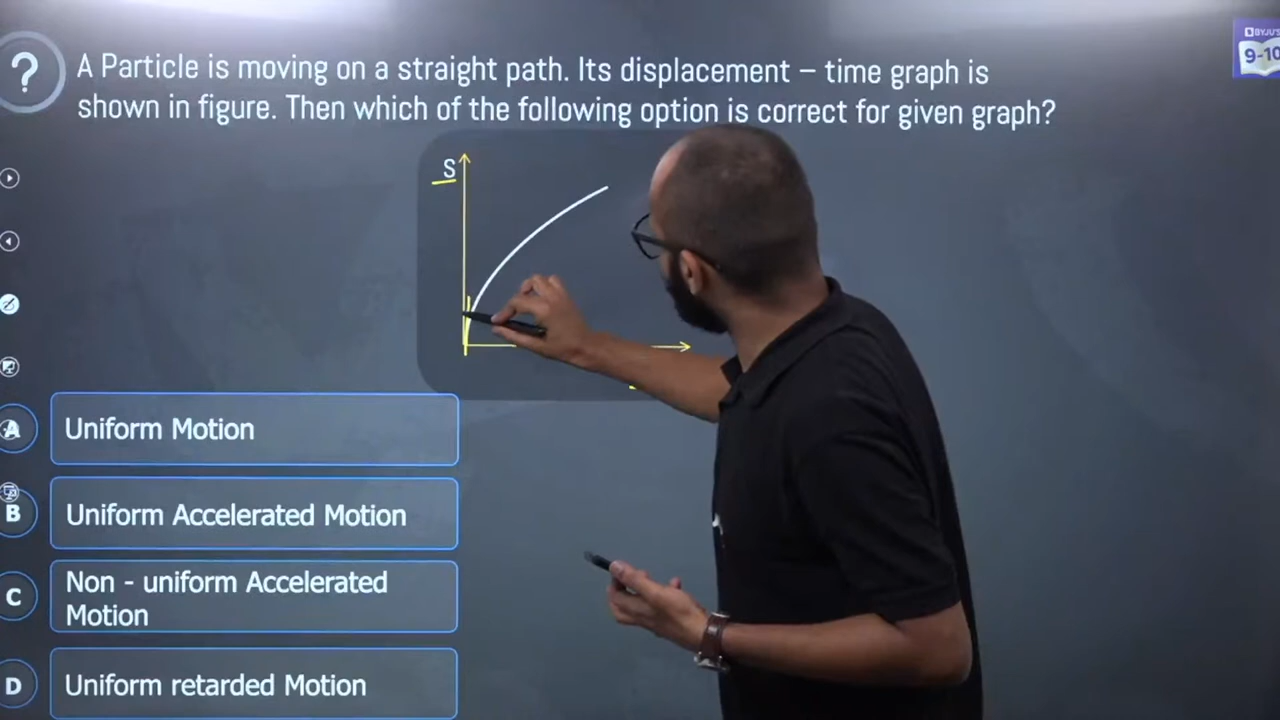 ?
A Particle is moving on a straight path. Its displacement – time graph is
shown in figure. Then which of the following option is correct for given graph?
BYJU'S
9-10
S
A
Uniform Motion
B
Uniform Accelerated Motion
C
Non - uniform Accelerated
Motion
D
Uniform retarded Motion